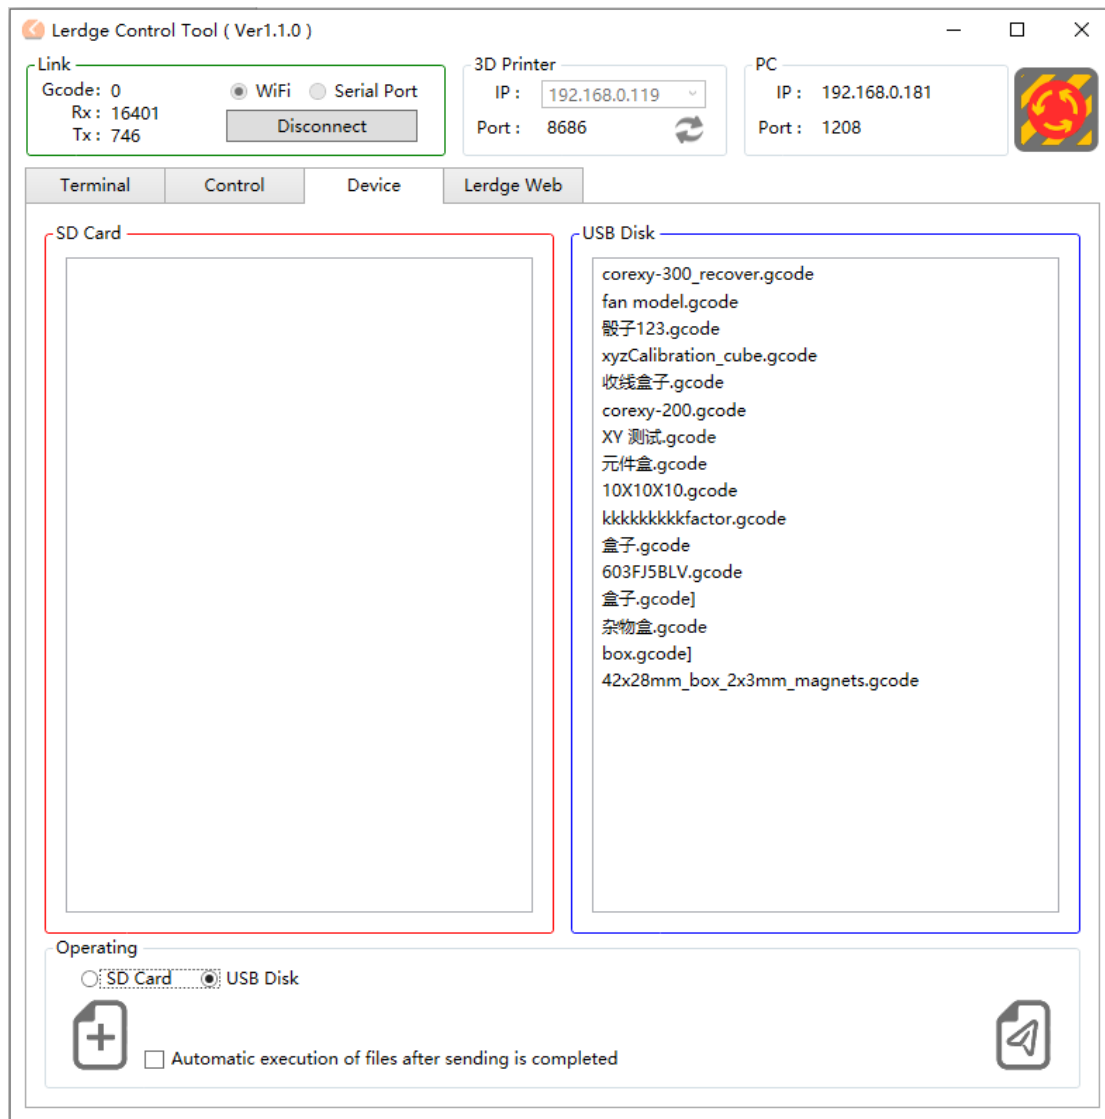 Lerdge Control Tool ( Ver1.1.0 )
Link
Gcode: 0
Rx : 16401
Tx : 746
WiFi
Serial Port
Disconnect
3D Printer
IP : 192.168.0.119
Port : 8686
PC
IP : 192.168.0.181
Port : 1208
Terminal
Control
Device
Lerdge Web
SD Card
USB Disk
corexy-300_recover.gcode
fan model.gcode
骰子123.gcode
xyzCalibration_cube.gcode
收线盒子.gcode
corexy-200.gcode
XY 测试.gcode
元件盒.gcode
10X10X10.gcode
kkkkkkkkkfactor.gcode
盒子.gcode
603FJ5BLV.gcode
盒子.gcode]
杂物盒.gcode
box.gcode]
42x28mm_box_2x3mm_magnets.gcode
Operating
SD Card
USB Disk
Automatic execution of files after sending is completed